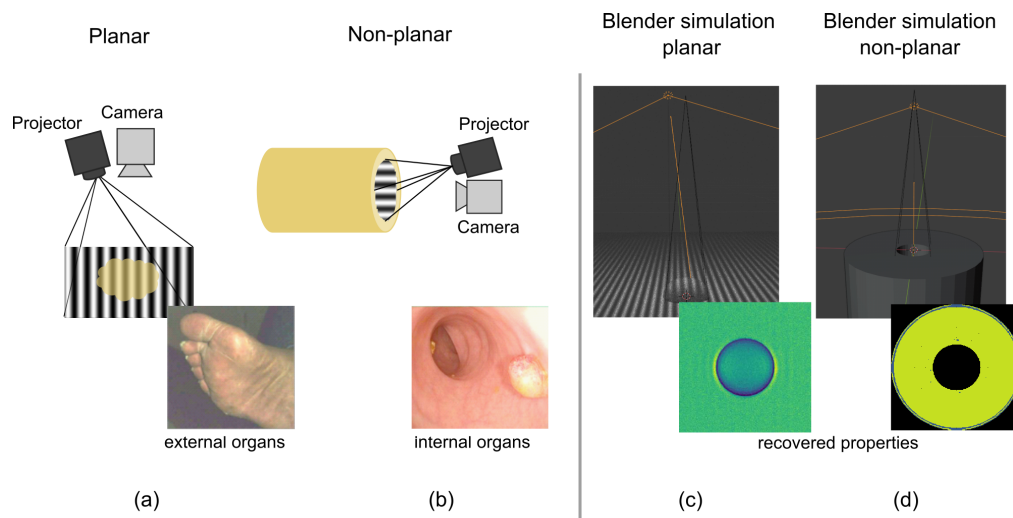 Planar
Non-planar
Blender simulation
planar
Blender simulation
non-planar
Projector
Camera
Projector
Camera
external organs
internal organs
recovered properties
(a)
(b)
(c)
(d)